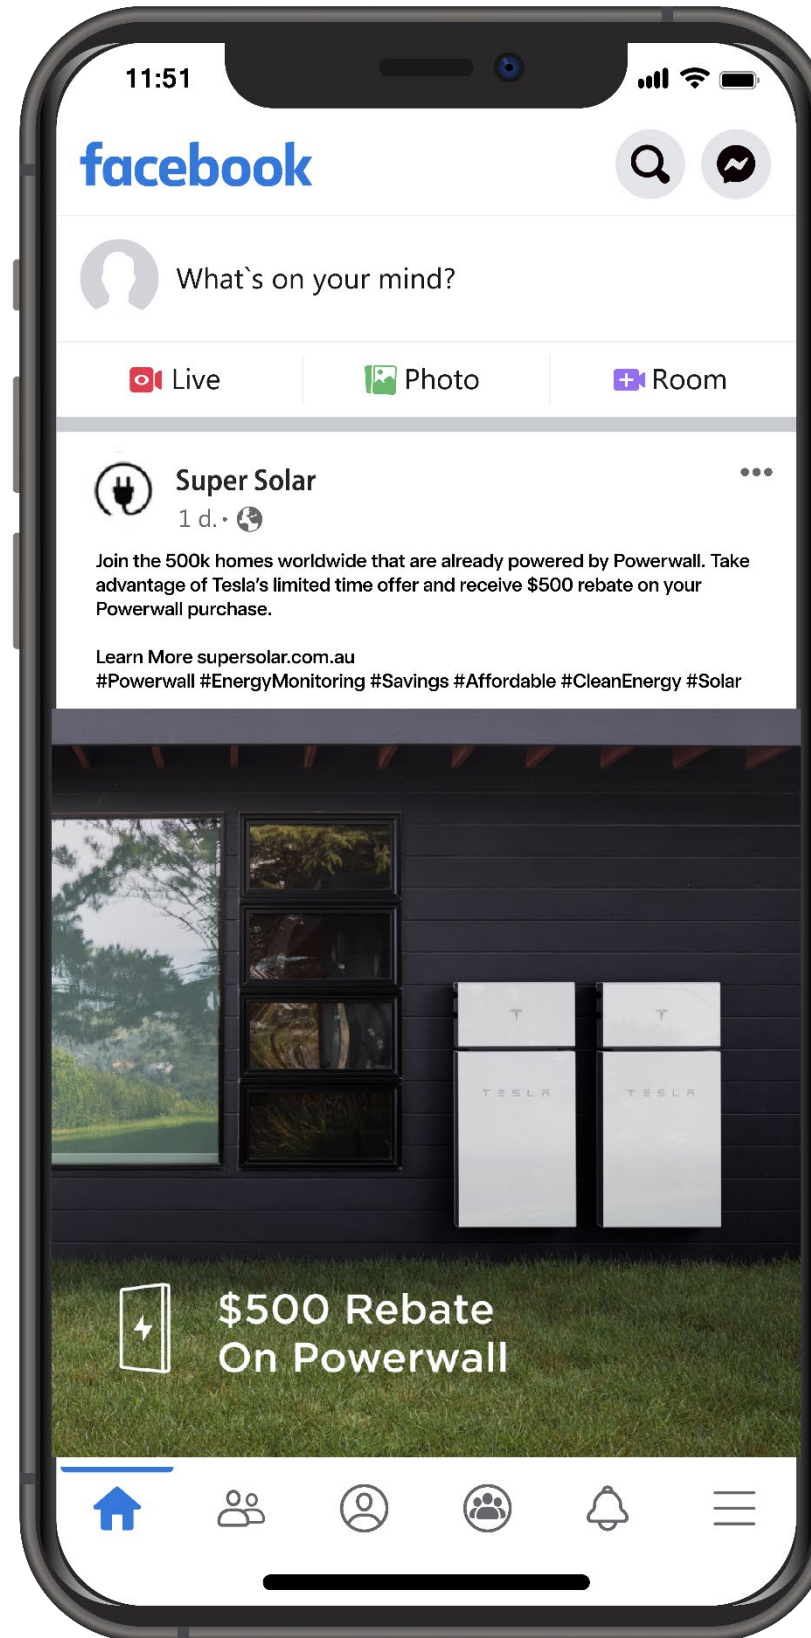 11:51
facebook
What`s on your mind?
Live
Photo
Room
Super Solar
1 d. ·
Join the 500k homes worldwide that are already powered by Powerwall. Take
advantage of Tesla’s limited time offer and receive $500 rebate on your
Powerwall purchase.
Learn More supersolar.com.au
#Powerwall #EnergyMonitoring #Savings #Affordable #CleanEnergy #Solar
TESLA
TESLA
$500 Rebate
On Powerwall